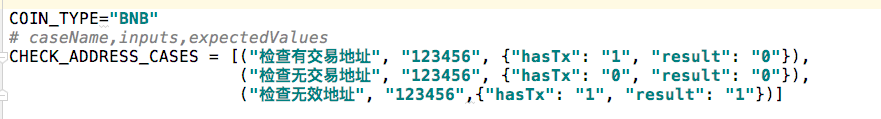 COIN_TYPE="BNB"
# caseName,inputs,expectedValues
CHECK_ADDRESS_CASES = [("检查有交易地址", "123456", {"hasTx": "1", "result": "0"}),
("检查无交易地址", "123456", {"hasTx": "0", "result": "0"}),
("检查无效地址", "123456",{"hasTx": "1", "result": "1"})]